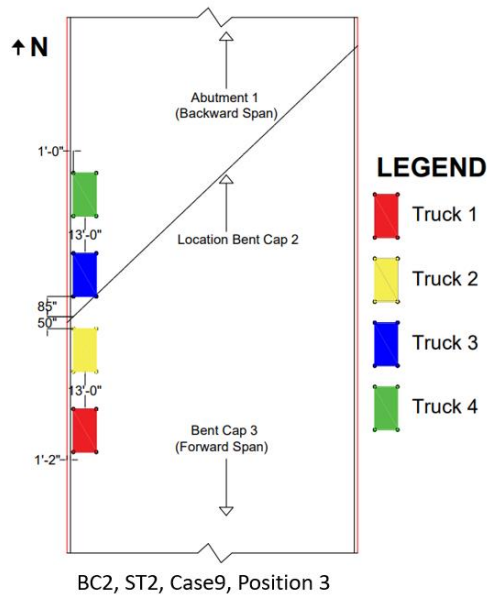 N
Abutment 1
(Backward Span)
1'-0"
LEGEND
Truck 1
13'-0"
Location Bent Cap 2
Truck 2
85"
50"
Truck 3
13'-0"
Truck 4
Bent Cap 3
(Forward Span)
1'-2"
BC2, ST2, Case9, Position 3